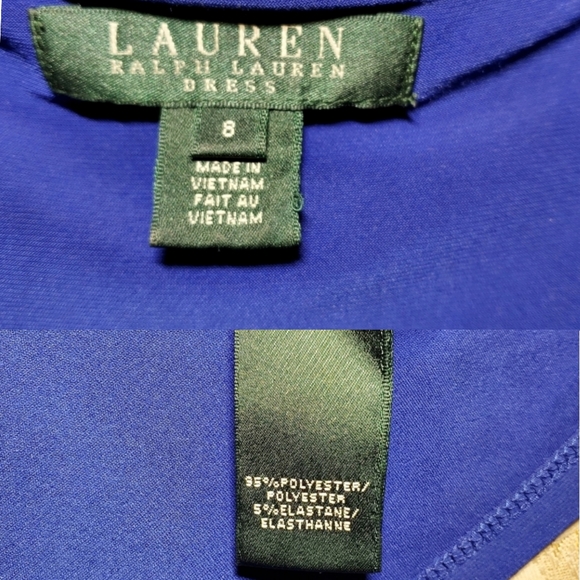 LAUREN
RALPH LAUREN
DRESS
8
MADE IN
VIETNAM
FAIT AU
VIETNAM
95%POLYESTER/
POLYESTER
5%ELASTANE/
ELASTHANNE